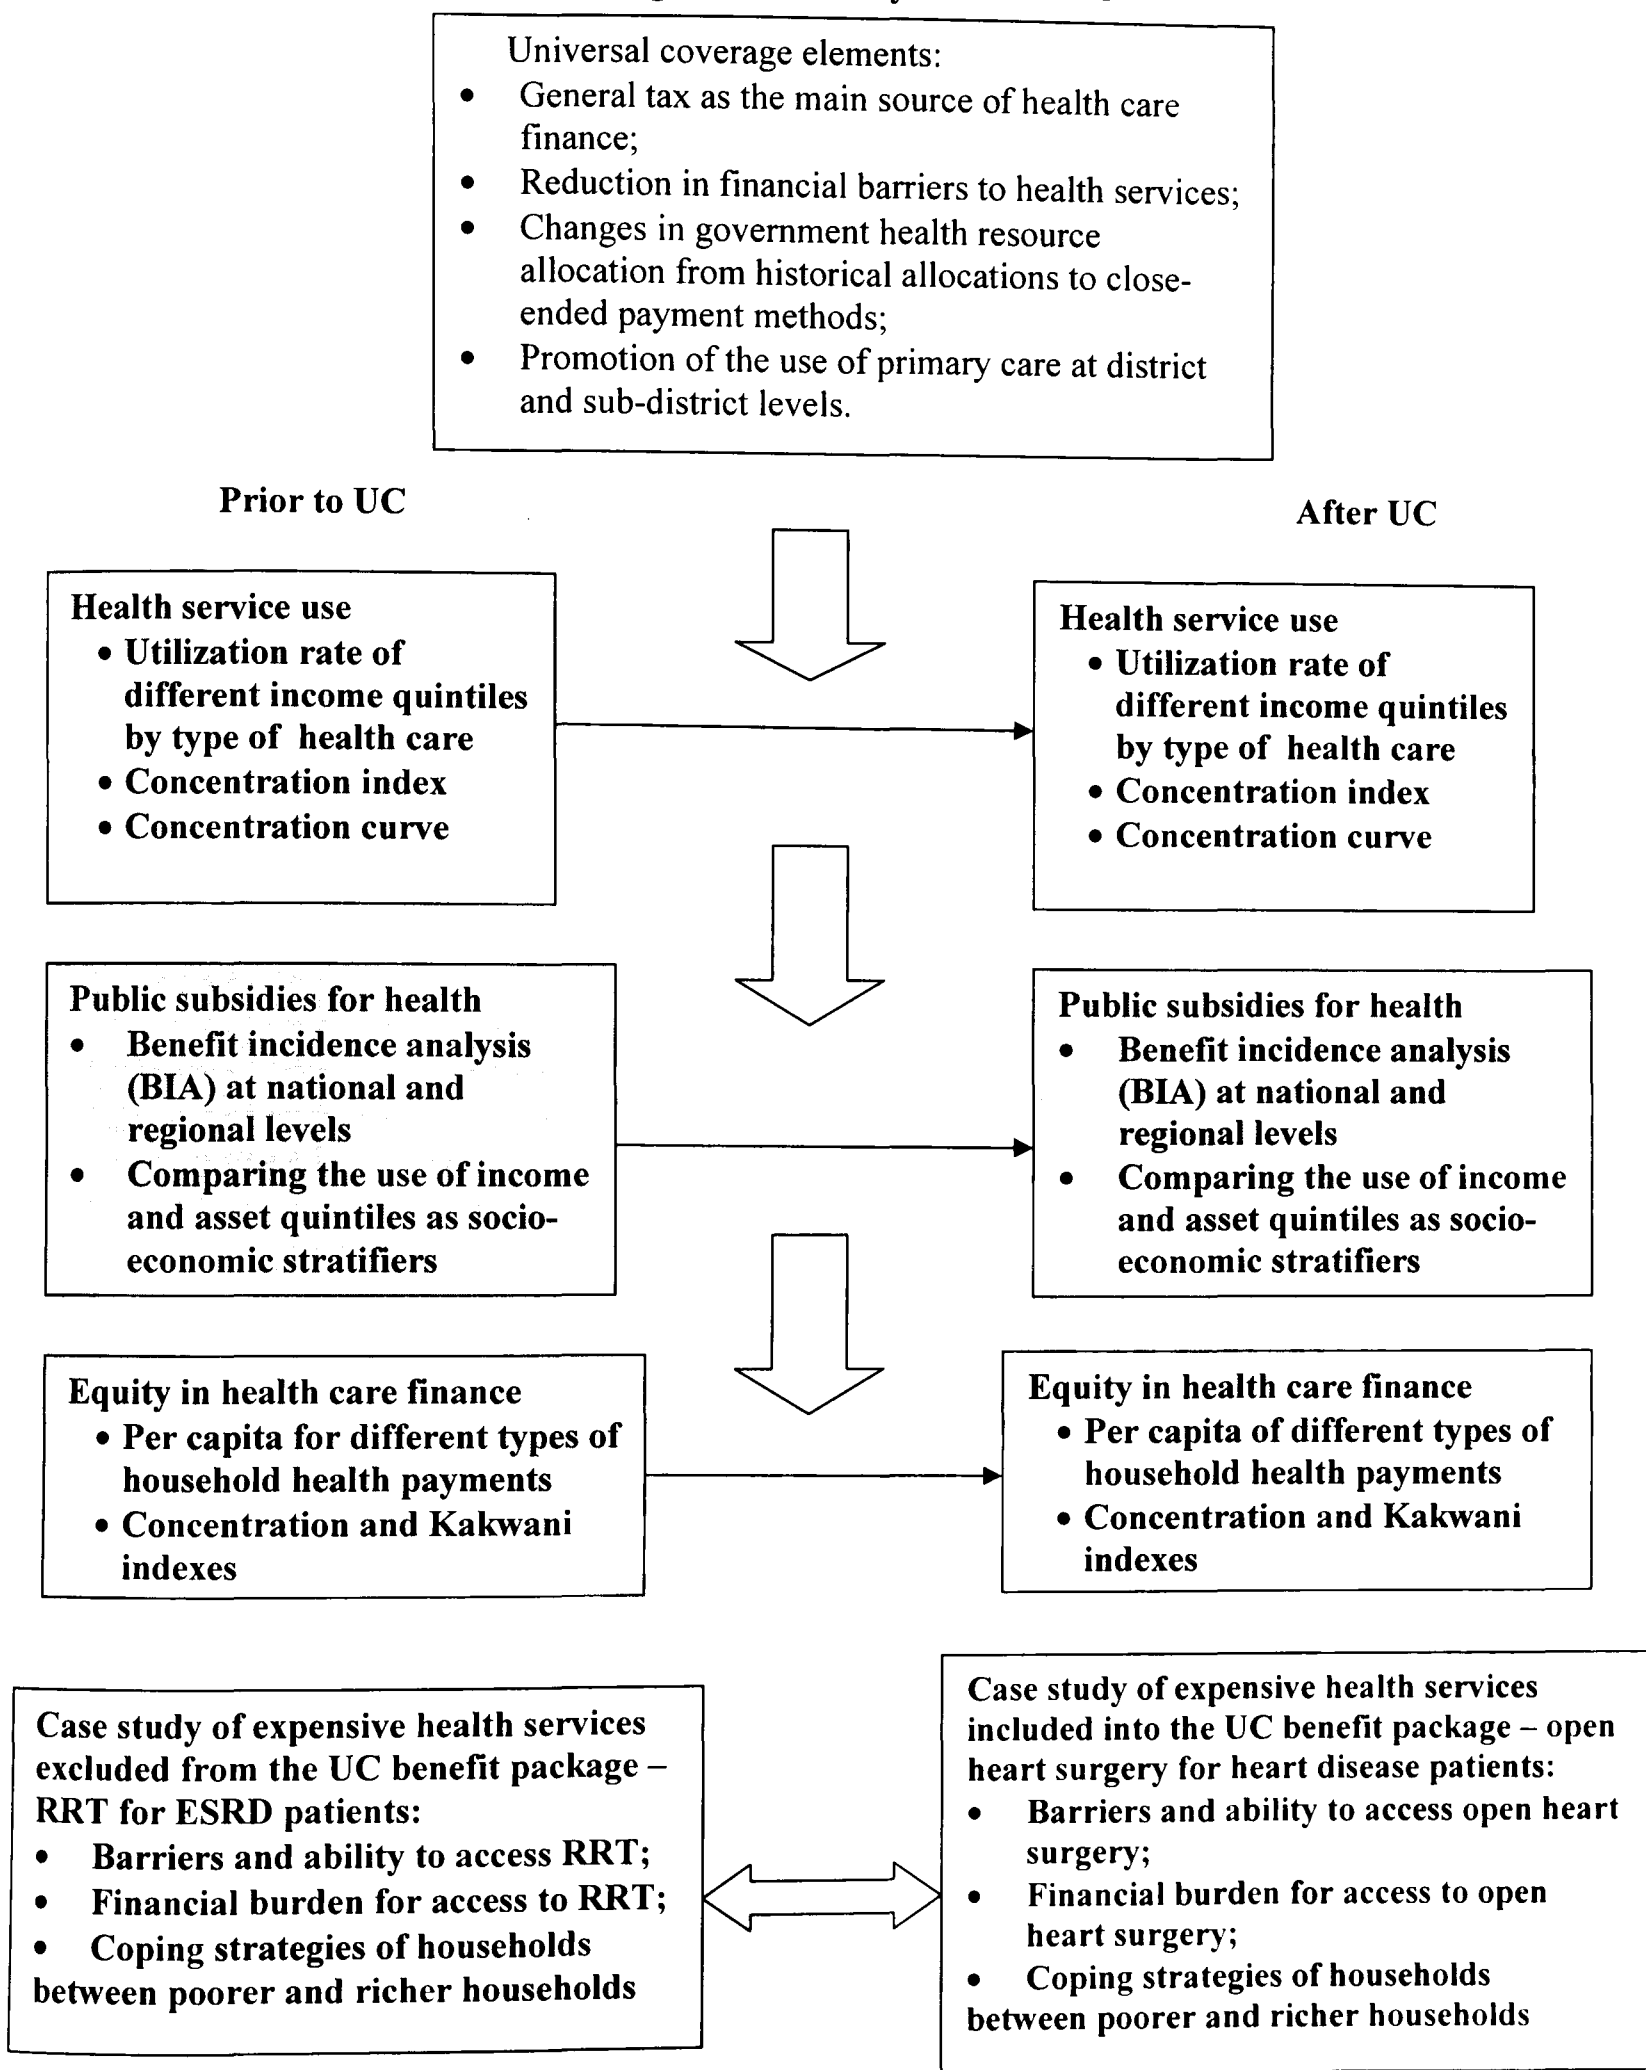 Universal coverage elements:
• General tax as the main source of health care
finance;
• Reduction in financial barriers to health services;
• Changes in government health resource
allocation from historical allocations to close-
ended payment methods;
• Promotion of the use of primary care at district
and sub-district levels.
Prior to UC
After UC
Health service use
• Utilization rate of
different income quintiles
by type of health care
• Concentration index
• Concentration curve
Health service use
• Utilization rate of
different income quintiles
by type of health care
• Concentration index
• Concentration curve
Public subsidies for health
• Benefit incidence analysis
(BIA) at national and
regional levels
• Comparing the use of income
and asset quintiles as socio-
economic stratifiers
Public subsidies for health
• Benefit incidence analysis
(BIA) at national and
regional levels
• Comparing the use of income
and asset quintiles as socio-
economic stratifiers
Equity in health care finance
• Per capita for different types of
household health payments
• Concentration and Kakwani
indexes
Equity in health care finance
• Per capita of different types of
household health payments
• Concentration and Kakwani
indexes
Case study of expensive health services
excluded from the UC benefit package –
RRT for ESRD patients:
• Barriers and ability to access RRT;
• Financial burden for access to RRT;
• Coping strategies of households
between poorer and richer households
Case study of expensive health services
included into the UC benefit package – open
heart surgery for heart disease patients:
• Barriers and ability to access open heart
surgery;
• Financial burden for access to open
heart surgery;
• Coping strategies of households
between poorer and richer households